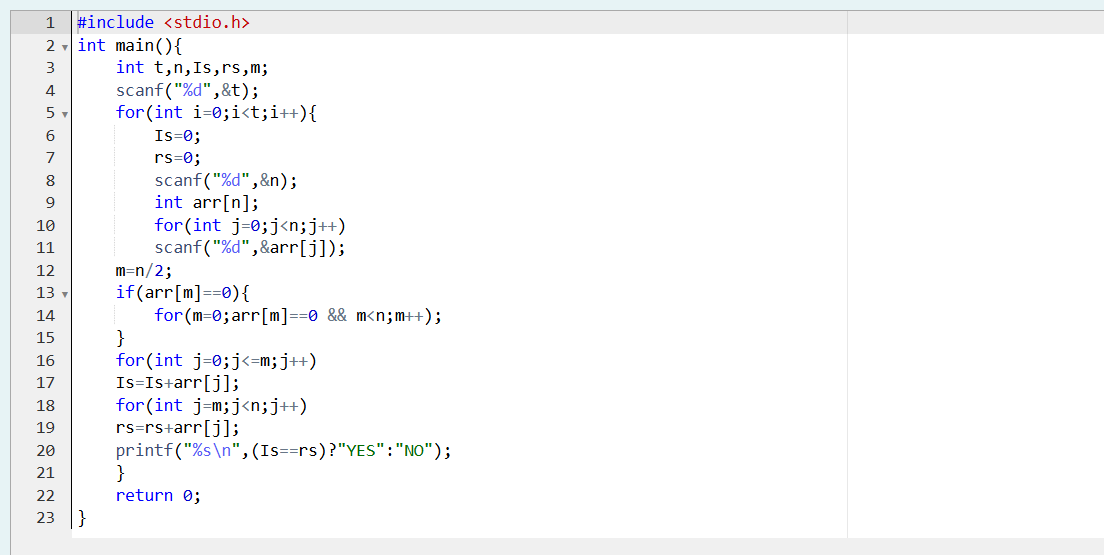 1 #include <stdio.h>
2 int main(){
3 int t,n,Is,rs,m;
4 scanf("%d",&t);
5 for(int i=0;i<t;i++){
6 Is=0;
7 rs=0;
8 scanf("%d",&n);
9 int arr[n];
10 for(int j=0;j<n;j++)
11 scanf("%d",&arr[j]);
12 m=n/2;
13 if(arr[m]==0){
14 for(m=0;arr[m]==0 && m<n;m++);
15 }
16 for(int j=0;j<=m;j++)
17 Is=Is+arr[j];
18 for(int j=m;j<n;j++)
19 rs=rs+arr[j];
20 printf("%s\n",(Is==rs)?"YES":"NO");
21 }
22 return 0;
23 }